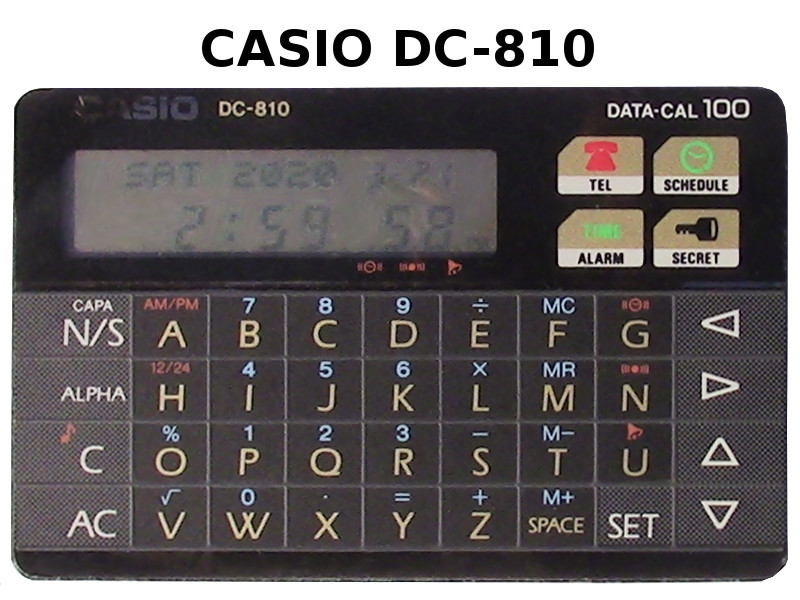 CASIO DC-810
CASIO DC-810 DATA-CAL 100
SAT 2020
2:59 58
TEL SCHEDULE
TIME
ALARM SECRET
CAPA AM/PM 7 8 9 ÷ MC
N/S A B C D E F G
12/24 4 5 6 × MR
ALPHA H I J K L M N
% 1 2 3 − M−
C O P Q R S T U
√ 0 . = + M+
AC V W X Y Z SPACE SET